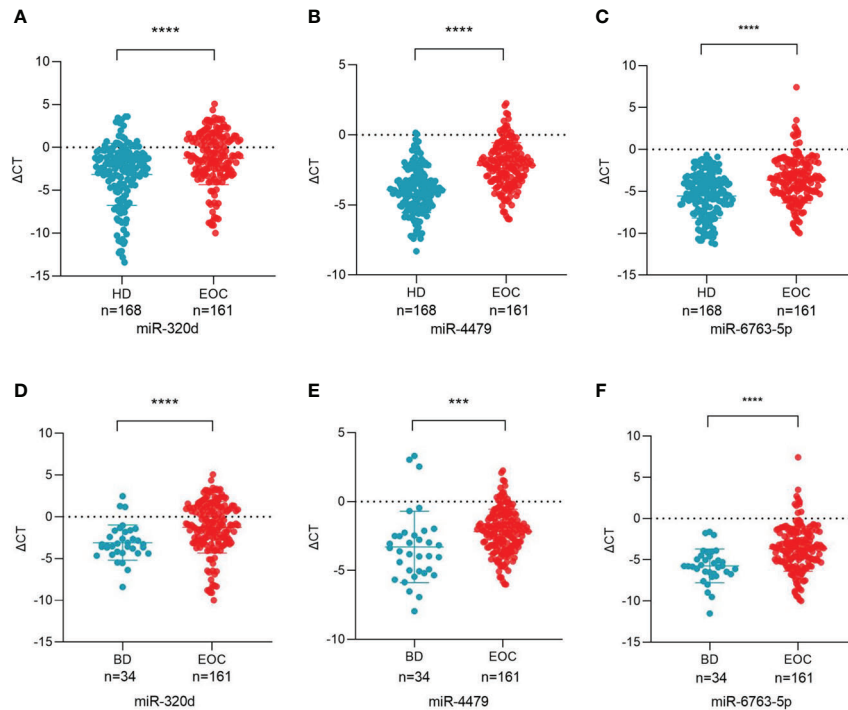 A
****
10
5
0
-5
-10
-15
ΔCT
HD
n=168
EOC
n=161
miR-320d
B
****
5
0
-5
-10
ΔCT
HD
n=168
EOC
n=161
miR-4479
C
****
10
5
0
-5
-10
-15
ΔCT
HD
n=168
EOC
n=161
miR-6763-5p
D
****
10
5
0
-5
-10
-15
ΔCT
BD
n=34
EOC
n=161
miR-320d
E
***
5
0
-5
-10
ΔCT
BD
n=34
EOC
n=161
miR-4479
F
****
10
5
0
-5
-10
-15
ΔCT
BD
n=34
EOC
n=161
miR-6763-5p